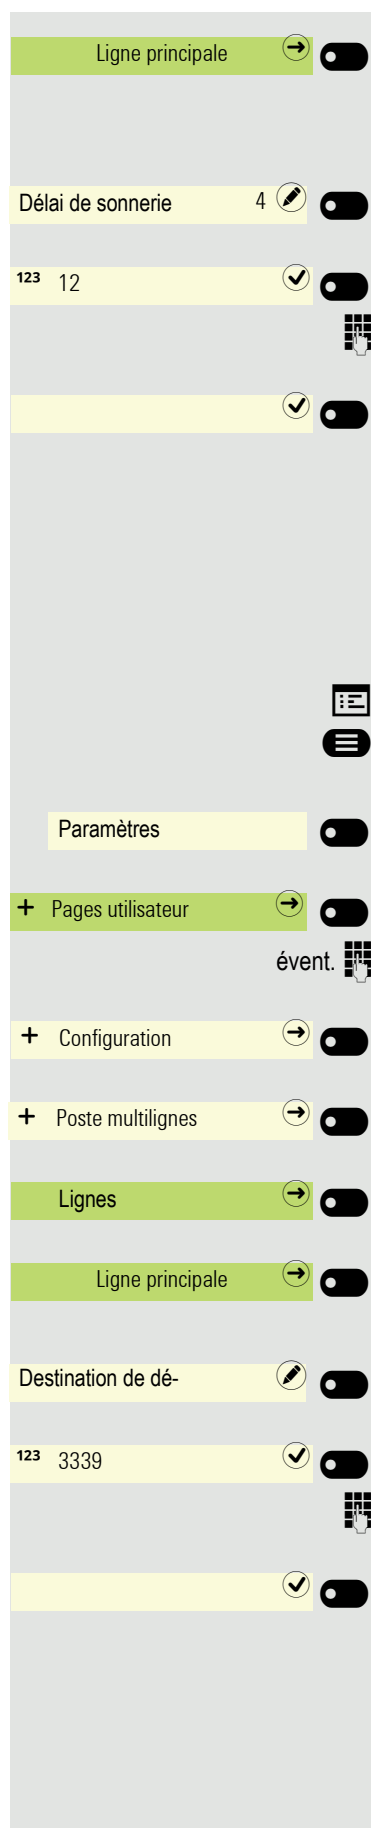 Ligne principale
Délai de sonnerie 4
123 12
Paramètres
+ Pages utilisateur
évent.
+ Configuration
+ Poste multilignes
Lignes
Ligne principale
Destination de dé-
123 3339